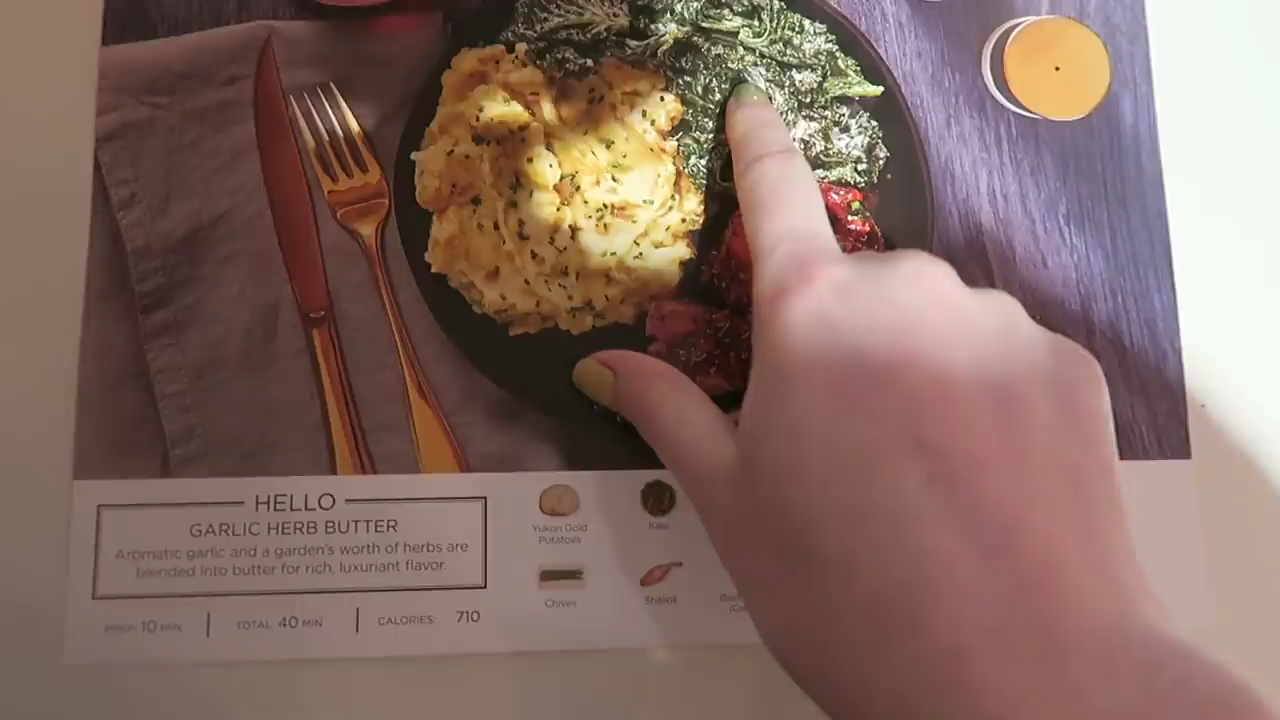 HELLO
GARLIC HERB BUTTER
Aromatic garlic and a garden's worth of herbs are
blended into butter for rich, luxuriant flavor.
PREP: 10 MIN
TOTAL: 40 MIN
CALORIES: 710
Yukon Gold
Potatoes
Kale
Chives
Shallot